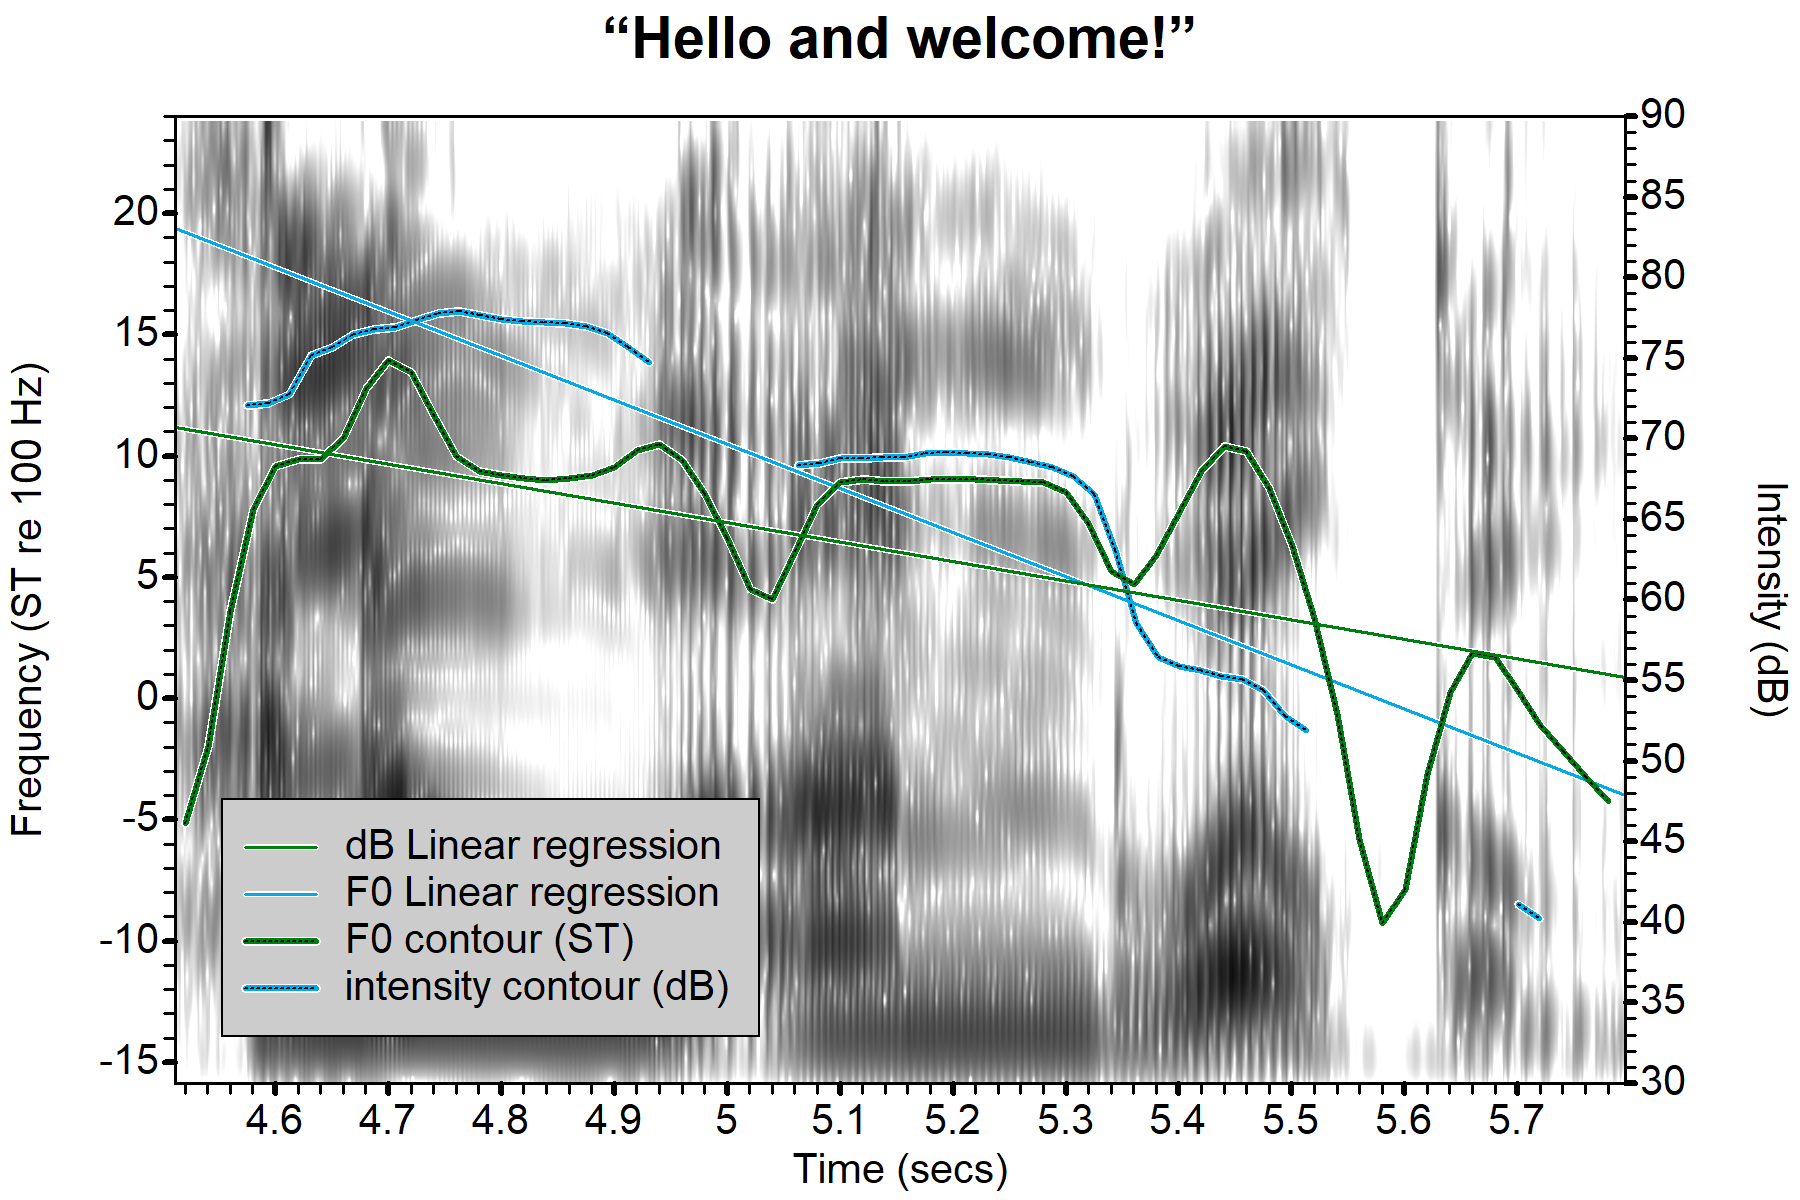 “Hello and welcome!”
Frequency (ST re 100 Hz)
20
15
10
5
0
-5
-10
-15
90
85
80
75
70
65
60
55
50
45
40
35
30
Intensity (dB)
dB Linear regression
F0 Linear regression
F0 contour (ST)
intensity contour (dB)
4.6 4.7 4.8 4.9 5 5.1 5.2 5.3 5.4 5.5 5.6 5.7
Time (secs)